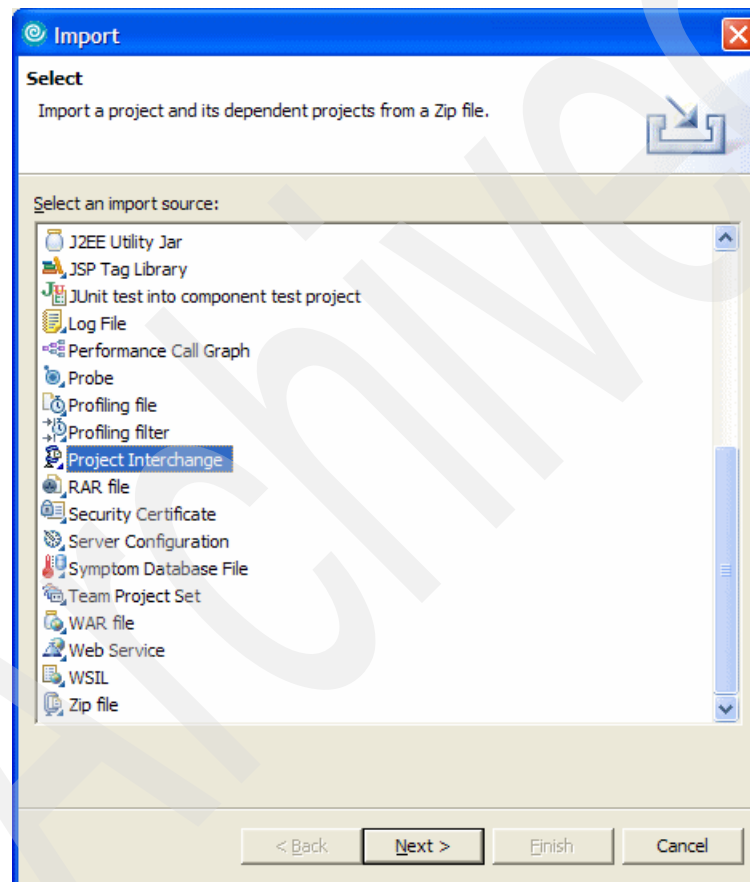 Import
Select
Import a project and its dependent projects from a Zip file.
Select an import source:
J2EE Utility Jar
JSP Tag Library
JUnit test into component test project
Log File
Performance Call Graph
Probe
Profiling file
Profiling filter
Project Interchange
RAR file
Security Certificate
Server Configuration
Symptom Database File
Team Project Set
WAR file
Web Service
WSIL
Zip file
< Back Next > Finish Cancel